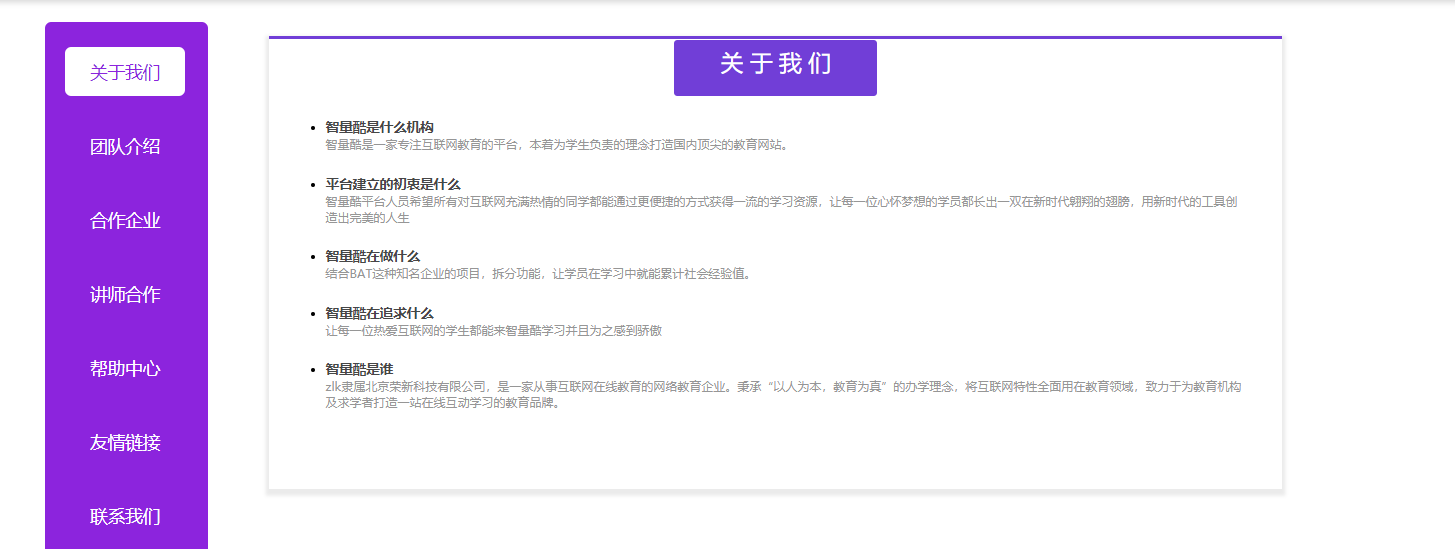 关于我们
团队介绍
合作企业
讲师合作
帮助中心
友情链接
联系我们
关于我们
智量酷是什么机构
智量酷是一家专注互联网教育的平台，本着为学生负责的理念打造国内顶尖的教育网站。
平台建立的初衷是什么
智量酷平台人员希望所有对互联网充满热情的同学都能通过更便捷的方式获得一流的学习资源，让每一位心怀梦想的学员都长出一双在新时代翱翔的翅膀，用新时代的工具创
造出完美的人生
智量酷在做什么
结合BAT这种知名企业的项目，拆分功能，让学员在学习中就能累计社会经验值。
智量酷在追求什么
让每一位热爱互联网的学生都能来智量酷学习并且为之感到骄傲
智量酷是谁
zlk隶属北京荣新科技有限公司，是一家从事互联网在线教育的网络教育企业。秉承“以人为本，教育为真”的办学理念，将互联网特性全面用在教育领域，致力于为教育机构
及求学者打造一站在线互动学习的教育品牌。